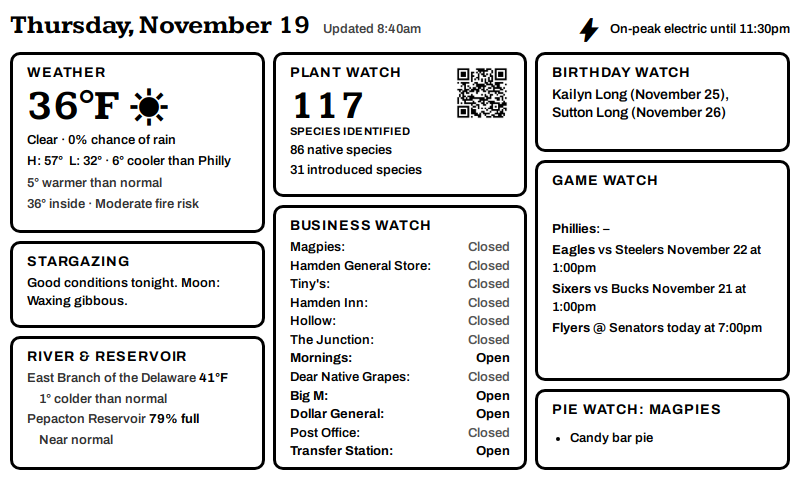 Thursday, November 19 Updated 8:40am
On-peak electric until 11:30pm
WEATHER
36°F
Clear · 0% chance of rain
H: 57° L: 32° · 6° cooler than Philly
5° warmer than normal
36° inside · Moderate fire risk
STARGAZING
Good conditions tonight. Moon:
Waxing gibbous.
RIVER & RESERVOIR
East Branch of the Delaware 41°F
1° colder than normal
Pepacton Reservoir 79% full
Near normal
PLANT WATCH
117
SPECIES IDENTIFIED
86 native species
31 introduced species
BUSINESS WATCH
Magpies: Closed
Hamden General Store: Closed
Tiny's: Closed
Hamden Inn: Closed
Hollow: Closed
The Junction: Closed
Mornings: Open
Dear Native Grapes: Closed
Big M: Open
Dollar General: Open
Post Office: Closed
Transfer Station: Open
BIRTHDAY WATCH
Kailyn Long (November 25),
Sutton Long (November 26)
GAME WATCH
Phillies: –
Eagles vs Steelers November 22 at
1:00pm
Sixers vs Bucks November 21 at
1:00pm
Flyers @ Senators today at 7:00pm
PIE WATCH: MAGPIES
• Candy bar pie